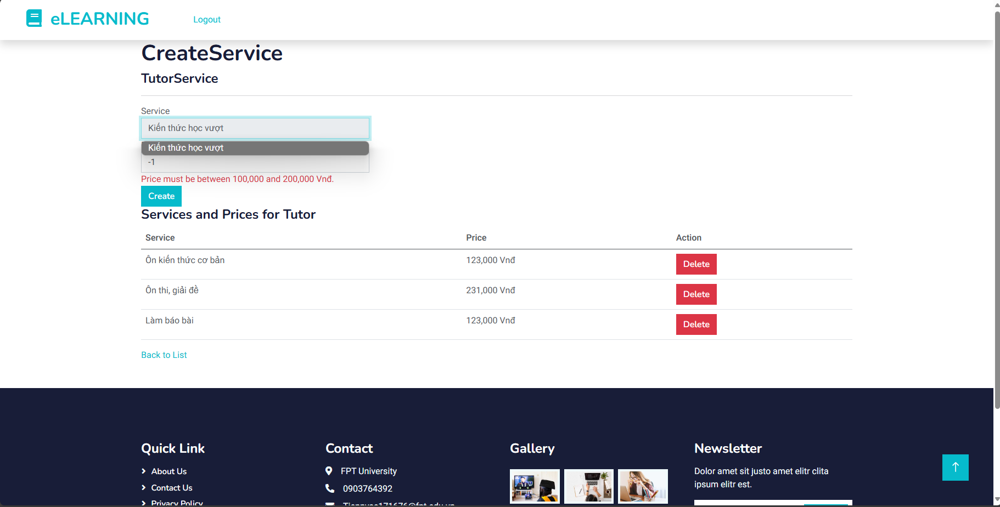 eLEARNING
Logout
CreateService
TutorService
Service
Kiến thức học vượt
Kiến thức học vượt
-1
Price must be between 100,000 and 200,000 Vnđ.
Create
Services and Prices for Tutor
Service Price Action
Ôn kiến thức cơ bản 123,000 Vnđ Delete
Ôn thi, giải đề 231,000 Vnđ Delete
Làm báo bài 123,000 Vnđ Delete
Back to List
Quick Link
About Us
Contact Us
Privacy Policy
Contact
FPT University
0903764392
Gallery
Newsletter
Dolor amet sit justo amet elitr clita
ipsum elitr est.